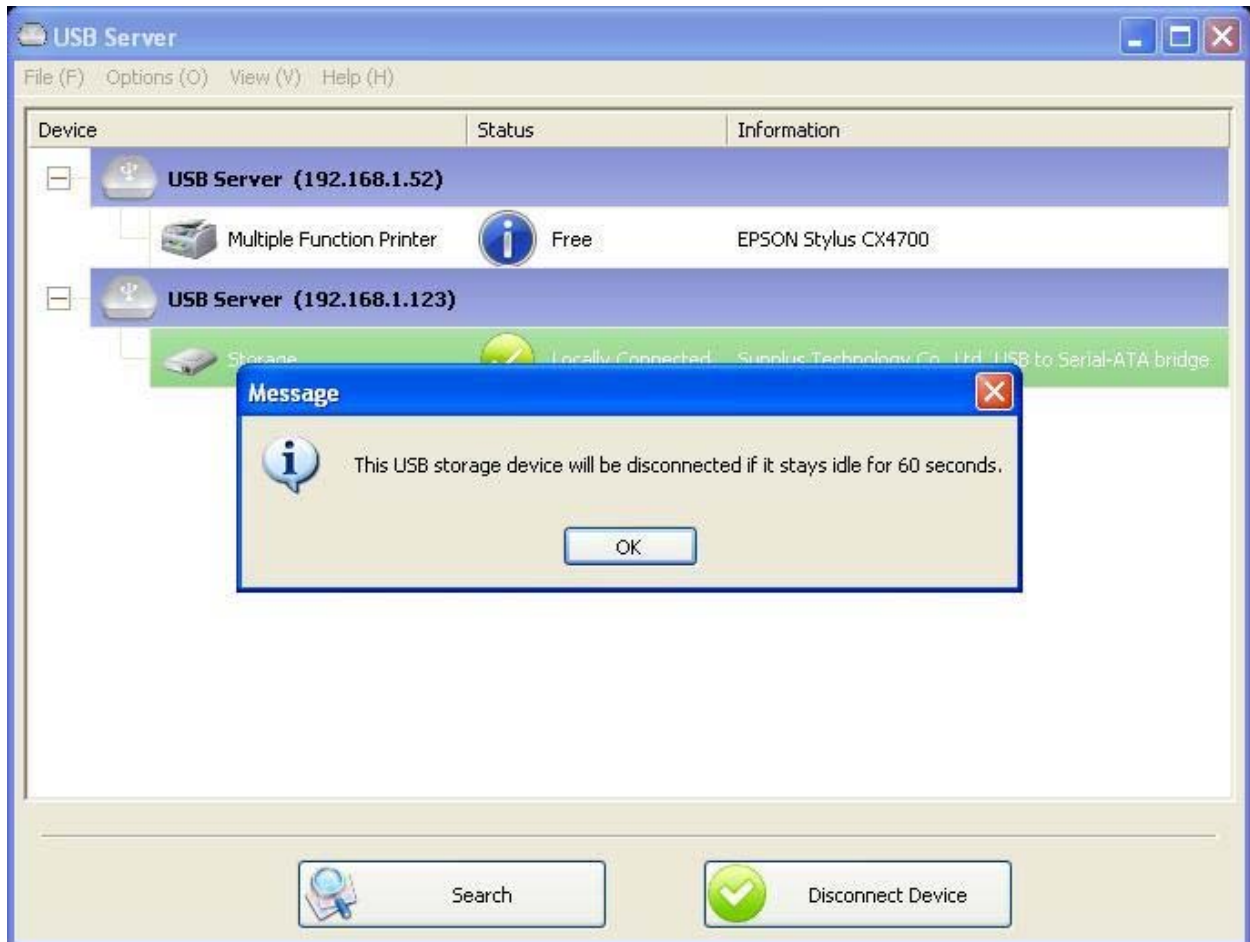 USB Server
File (F) Options (O) View (V) Help (H)
Device Status Information
USB Server (192.168.1.52)
Multiple Function Printer Free EPSON Stylus CX4700
USB Server (192.168.1.123)
Storage Locally Connected Sunplus Technology Co., Ltd. USB to Serial-ATA bridge
Message
This USB storage device will be disconnected if it stays idle for 60 seconds.
OK
Search Disconnect Device